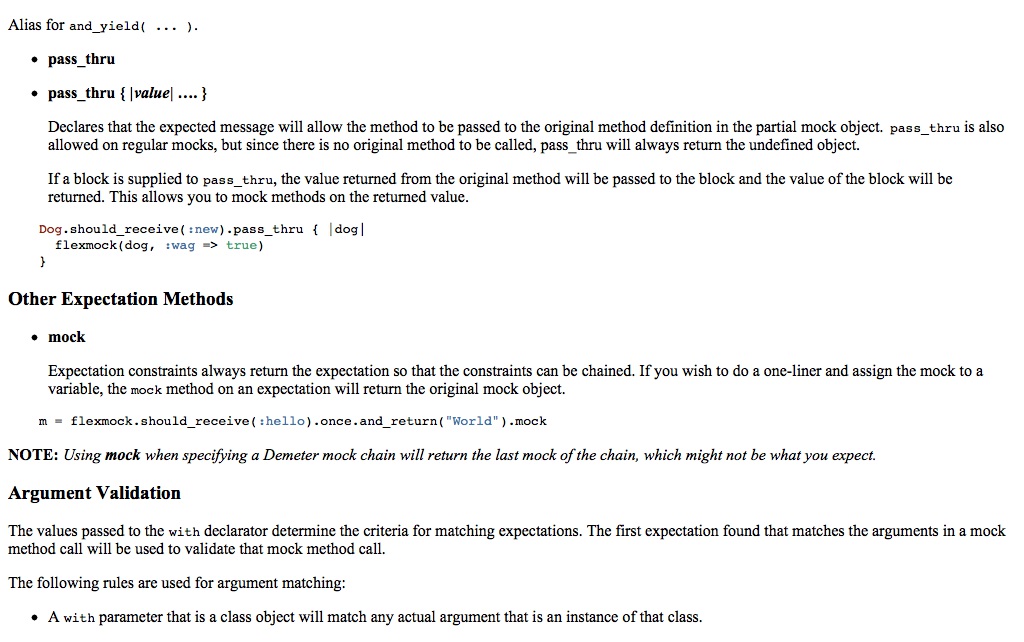 Alias for and_yield( ... ).
• pass_thru
• pass_thru { |value| .... }
Declares that the expected message will allow the method to be passed to the original method definition in the partial mock object. pass_thru is also
allowed on regular mocks, but since there is no original method to be called, pass_thru will always return the undefined object.
If a block is supplied to pass_thru, the value returned from the original method will be passed to the block and the value of the block will be
returned. This allows you to mock methods on the returned value.
Dog.should_receive(:new).pass_thru { |dog|
  flexmock(dog, :wag => true)
}
Other Expectation Methods
• mock
Expectation constraints always return the expectation so that the constraints can be chained. If you wish to do a one-liner and assign the mock to a
variable, the mock method on an expectation will return the original mock object.
m = flexmock.should_receive(:hello).once.and_return("World").mock
NOTE: Using mock when specifying a Demeter mock chain will return the last mock of the chain, which might not be what you expect.
Argument Validation
The values passed to the with declarator determine the criteria for matching expectations. The first expectation found that matches the arguments in a mock
method call will be used to validate that mock method call.
The following rules are used for argument matching:
• A with parameter that is a class object will match any actual argument that is an instance of that class.